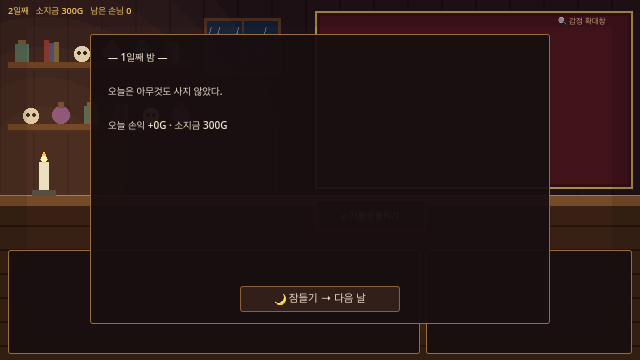 2일째 소지금 300G 남은 손님 0
🔍 감정 확대창
— 1일째 밤 —
오늘은 아무것도 사지 않았다.
오늘 손익 +0G · 소지금 300G
🌙 잠들기 → 다음 날